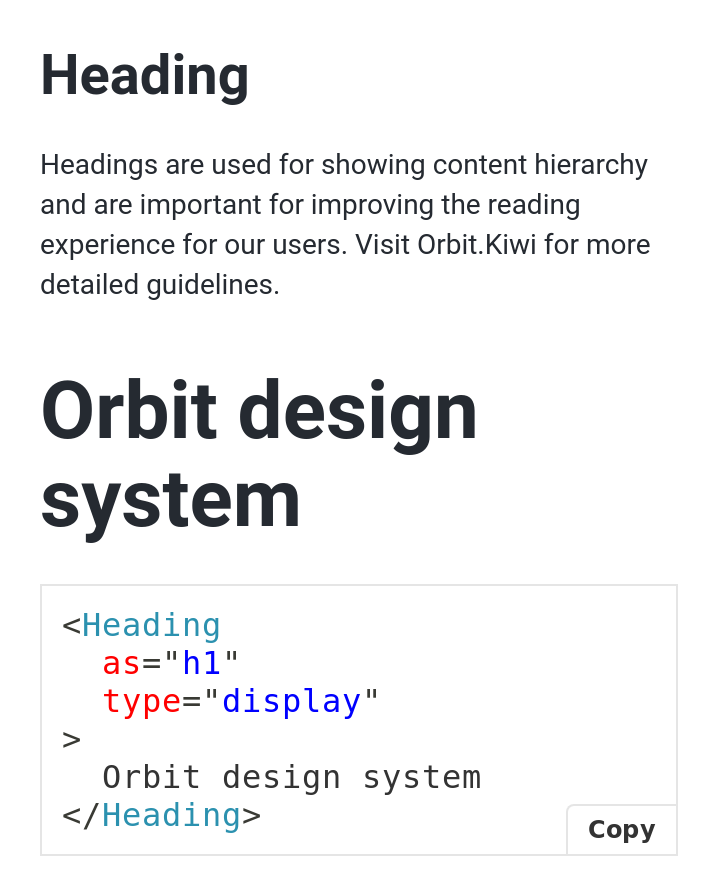 Heading
Headings are used for showing content hierarchy
and are important for improving the reading
experience for our users. Visit Orbit.Kiwi for more
detailed guidelines.
Orbit design
system
<Heading
  as="h1"
  type="display"
>
  Orbit design system
</Heading>
Copy